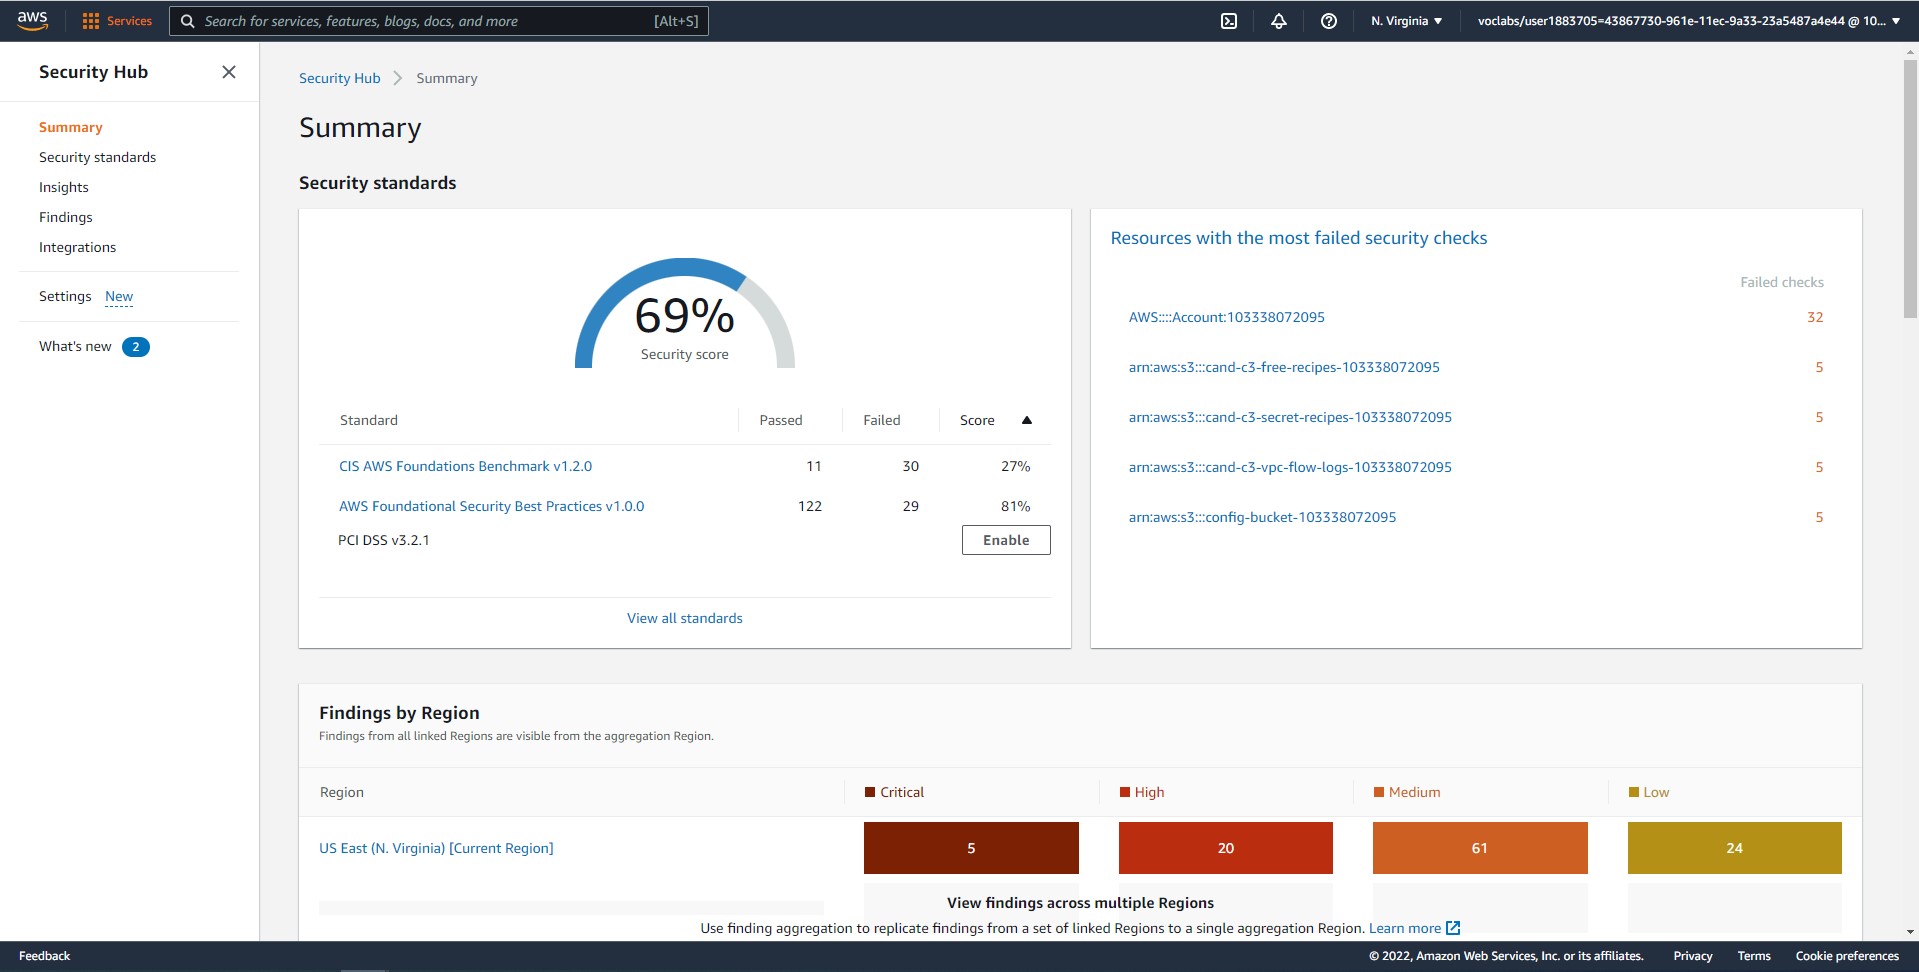 aws Services Search for services, features, blogs, docs, and more [Alt+S] N. Virginia ▼ voclabs/user1883705=43867730-961e-11ec-9a33-23a5487a4e44 @ 10... ▼
Security Hub
Summary
Security standards
Insights
Findings
Integrations
Settings New
What's new 2
Security Hub Summary
Summary
Security standards
69%
Security score
Standard Passed Failed Score ▲
CIS AWS Foundations Benchmark v1.2.0 11 30 27%
AWS Foundational Security Best Practices v1.0.0 122 29 81%
PCI DSS v3.2.1 Enable
View all standards
Resources with the most failed security checks
Failed checks
AWS::::Account:103338072095 32
arn:aws:s3:::cand-c3-free-recipes-103338072095 5
arn:aws:s3:::cand-c3-secret-recipes-103338072095 5
arn:aws:s3:::cand-c3-vpc-flow-logs-103338072095 5
arn:aws:s3:::config-bucket-103338072095 5
Findings by Region
Findings from all linked Regions are visible from the aggregation Region.
Region Critical High Medium Low
US East (N. Virginia) [Current Region] 5 20 61 24
View findings across multiple Regions
Use finding aggregation to replicate findings from a set of linked Regions to a single aggregation Region. Learn more
Feedback © 2022, Amazon Web Services, Inc. or its affiliates. Privacy Terms Cookie preferences